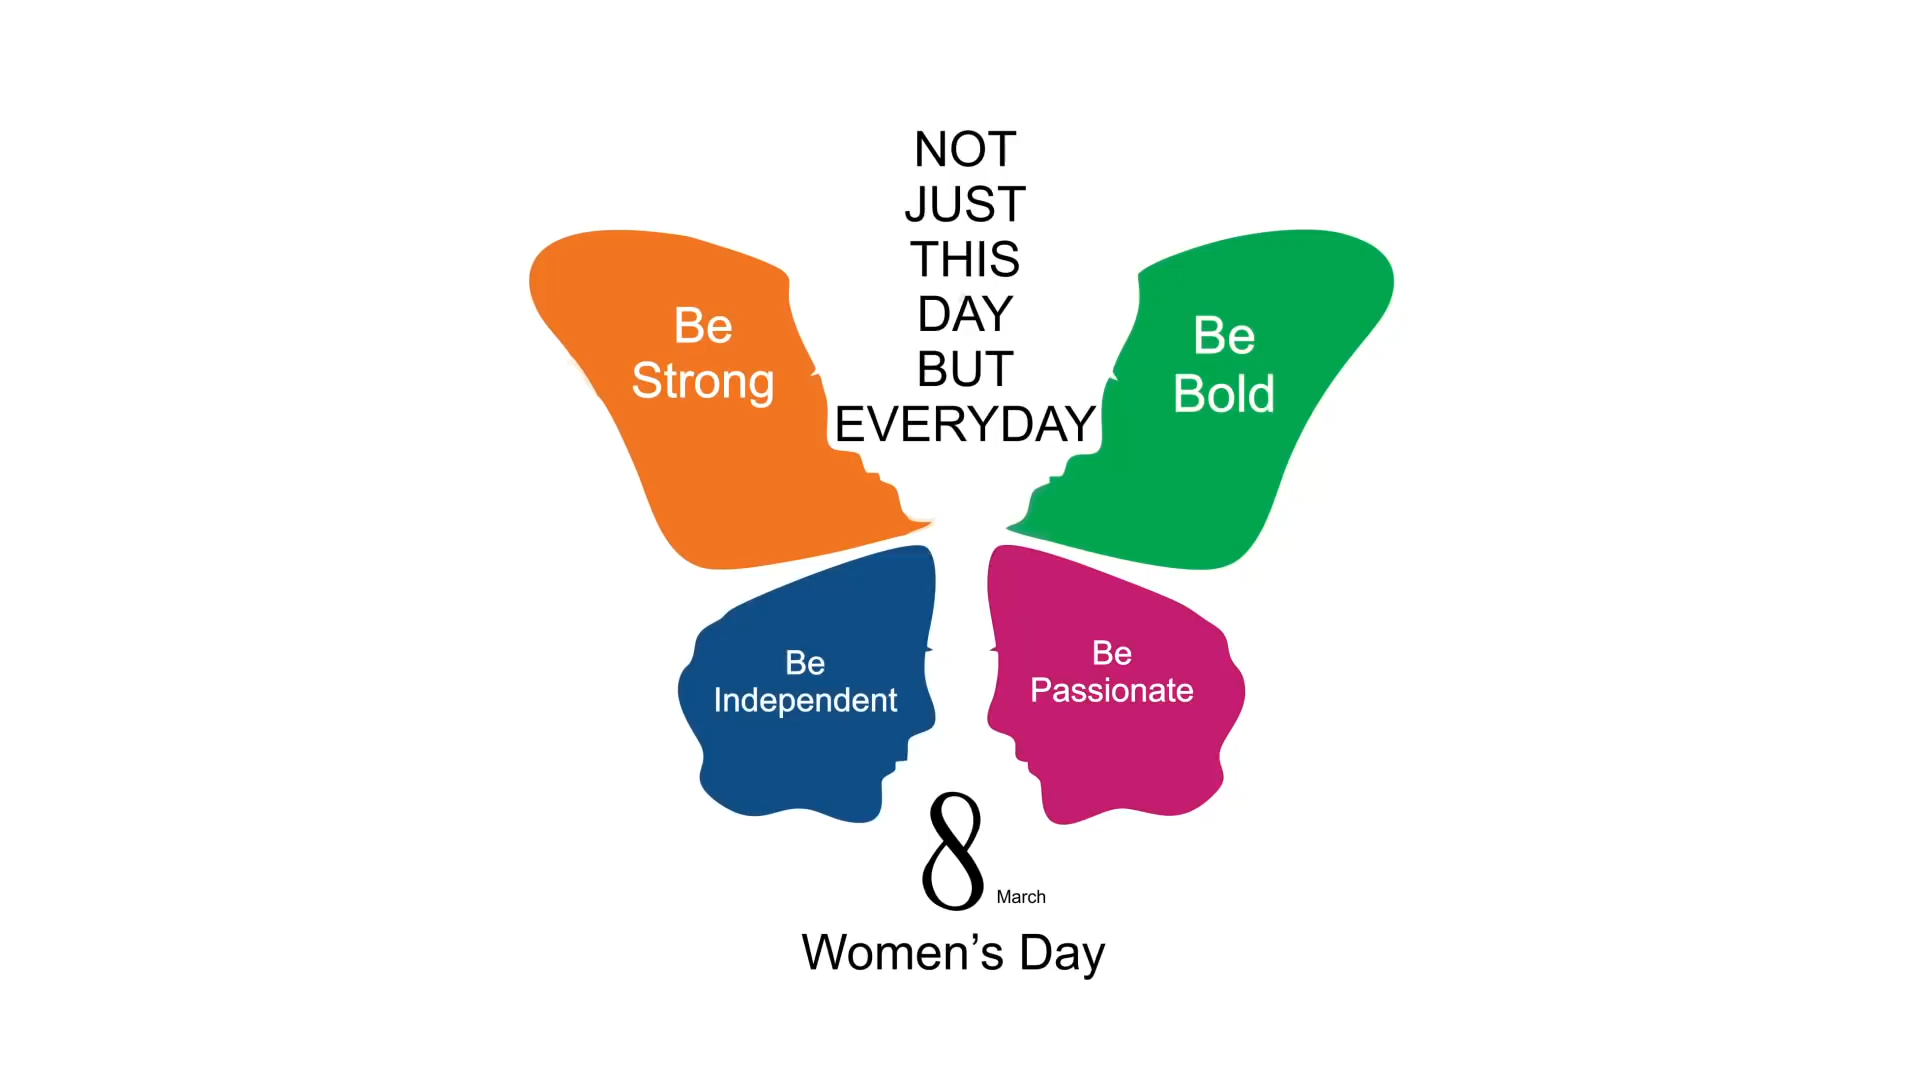 NOT
JUST
THIS
DAY
BUT
EVERYDAY
Be
Strong
Be
Bold
Be
Independent
Be
Passionate
8 March
Women’s Day